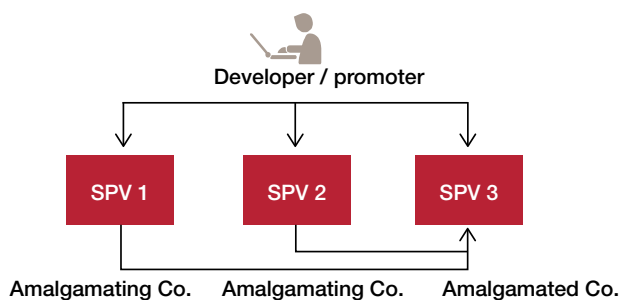 Developer / promoter
SPV 1
SPV 2
SPV 3
Amalgamating Co.
Amalgamating Co.
Amalgamated Co.